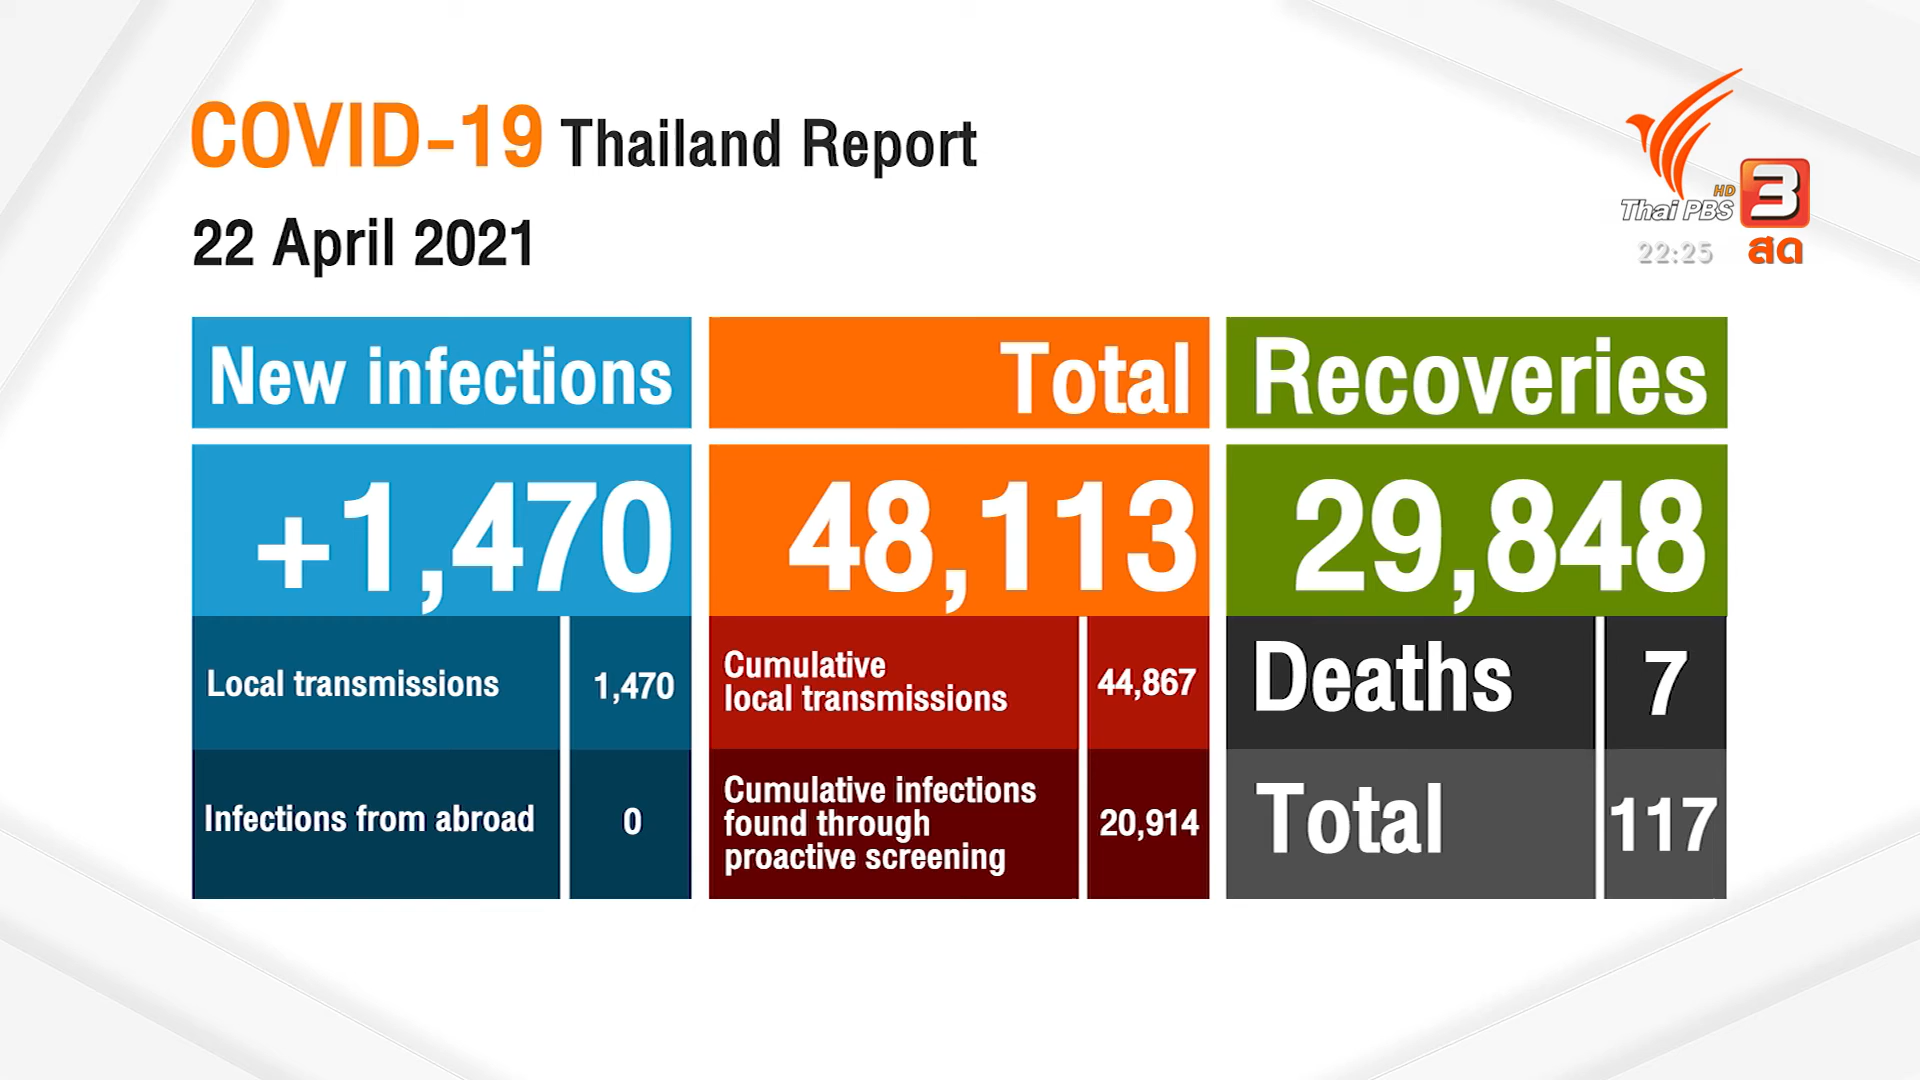 COVID-19 Thailand Report
22 April 2021
HD
Thai PBS 3
22:25 สด
New infections
+1,470
Local transmissions 1,470
Infections from abroad 0
Total
48,113
Cumulative
local transmissions 44,867
Cumulative infections
found through
proactive screening 20,914
Recoveries
29,848
Deaths 7
Total 117